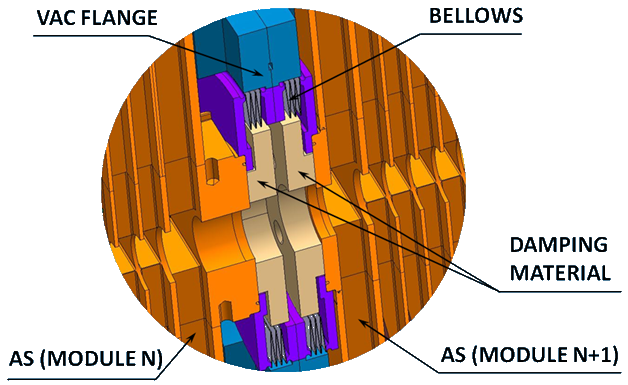 VAC FLANGE
BELLOWS
DAMPING
MATERIAL
AS (MODULE N)
AS (MODULE N+1)